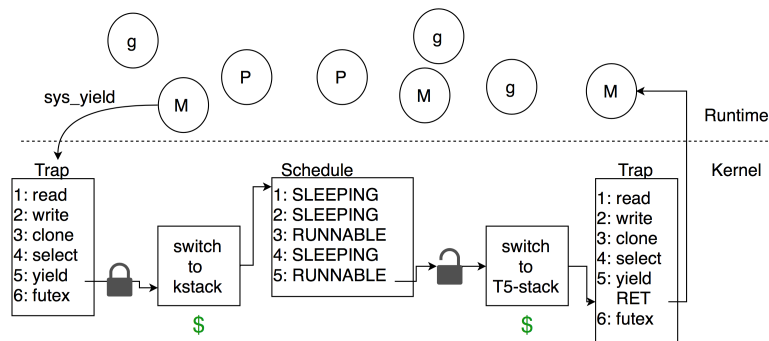 g
g
P
P
M
M
g
M
sys_yield
Runtime
Kernel
Trap
1: read
2: write
3: clone
4: select
5: yield
6: futex
switch
to
kstack
$
Schedule
1: SLEEPING
2: SLEEPING
3: RUNNABLE
4: SLEEPING
5: RUNNABLE
switch
to
T5-stack
$
Trap
1: read
2: write
3: clone
4: select
5: yield
RET
6: futex